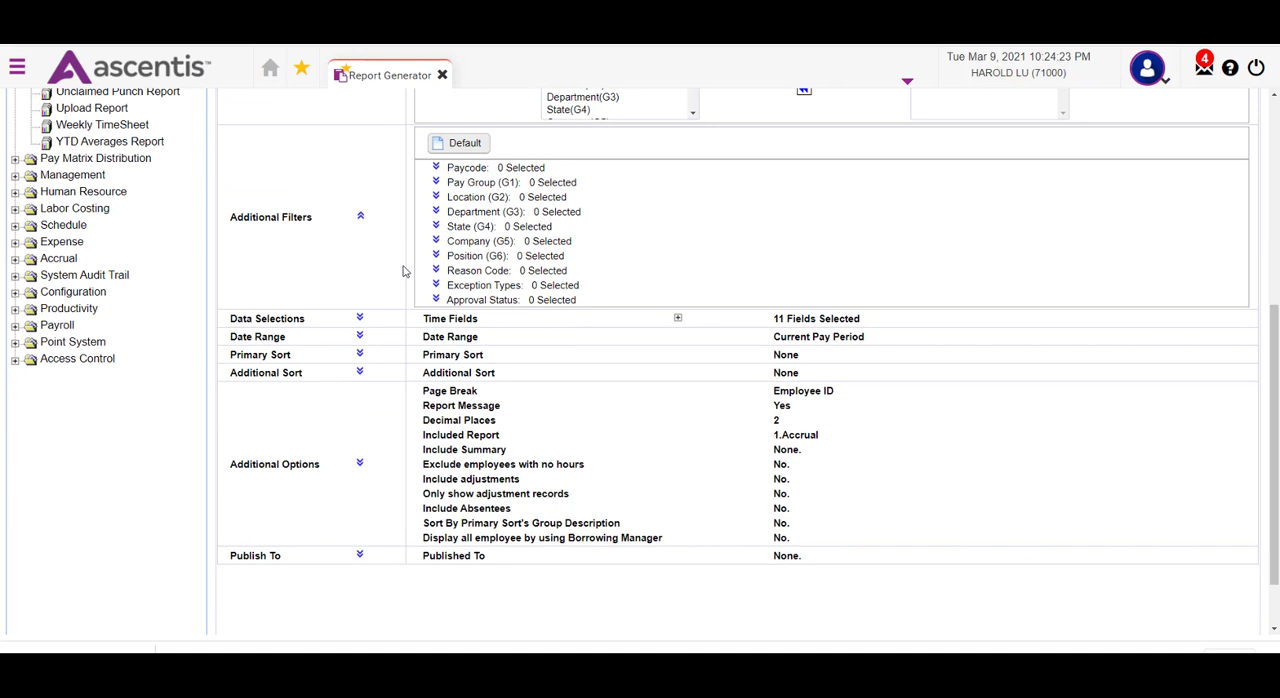 ascentis
Report Generator
Tue Mar 9, 2021 10:24:23 PM
HAROLD LU (71000)
4
Unclaimed Punch Report
Upload Report
Weekly TimeSheet
YTD Averages Report
Pay Matrix Distribution
Management
Human Resource
Labor Costing
Schedule
Expense
Accrual
System Audit Trail
Configuration
Productivity
Payroll
Point System
Access Control
Department(G3)
State(G4)
Default
Additional Filters
Paycode: 0 Selected
Pay Group (G1): 0 Selected
Location (G2): 0 Selected
Department (G3): 0 Selected
State (G4): 0 Selected
Company (G5): 0 Selected
Position (G6): 0 Selected
Reason Code: 0 Selected
Exception Types: 0 Selected
Approval Status: 0 Selected
Data Selections Time Fields 11 Fields Selected
Date Range Date Range Current Pay Period
Primary Sort Primary Sort None
Additional Sort Additional Sort None
Additional Options
Page Break Employee ID
Report Message Yes
Decimal Places 2
Included Report 1.Accrual
Include Summary None.
Exclude employees with no hours No.
Include adjustments No.
Only show adjustment records No.
Include Absentees No.
Sort By Primary Sort's Group Description No.
Display all employee by using Borrowing Manager No.
Publish To Published To None.